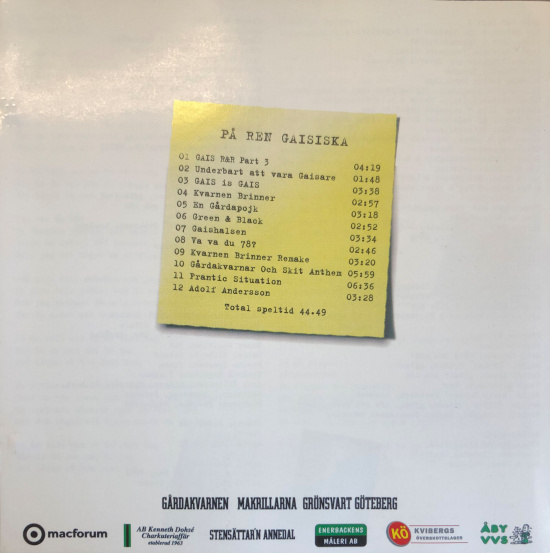 PÅ REN GAISISKA
01 GAIS R&R Part 3 04:19
02 Underbart att vara Gaisare 01:48
03 GAIS is GAIS 03:38
04 Kvarnen Brinner 02:57
05 En Gårdapojk 03:18
06 Green & Black 02:52
07 Gaishalsen 03:34
08 Va va du 78? 02:46
09 Kvarnen Brinner Remake 03:20
10 Gårdakvarnar Och Skit Anthem 05:59
11 Frantic Situation 06:36
12 Adolf Andersson 03:28
Total speltid 44.49
GÅRDAKVARNEN MAKRILLARNA GRÖNSVART GÖTEBERG
macforum
AB Kenneth Dohsé
Charkuteriaffär
etablerad 1963
STENSÄTTAR'N ANNEDAL
ENERBACKENS
MÅLERI AB
KÖ
KVIBERGS
ÖVERSKOTTSLAGER
ÅBY
VVS